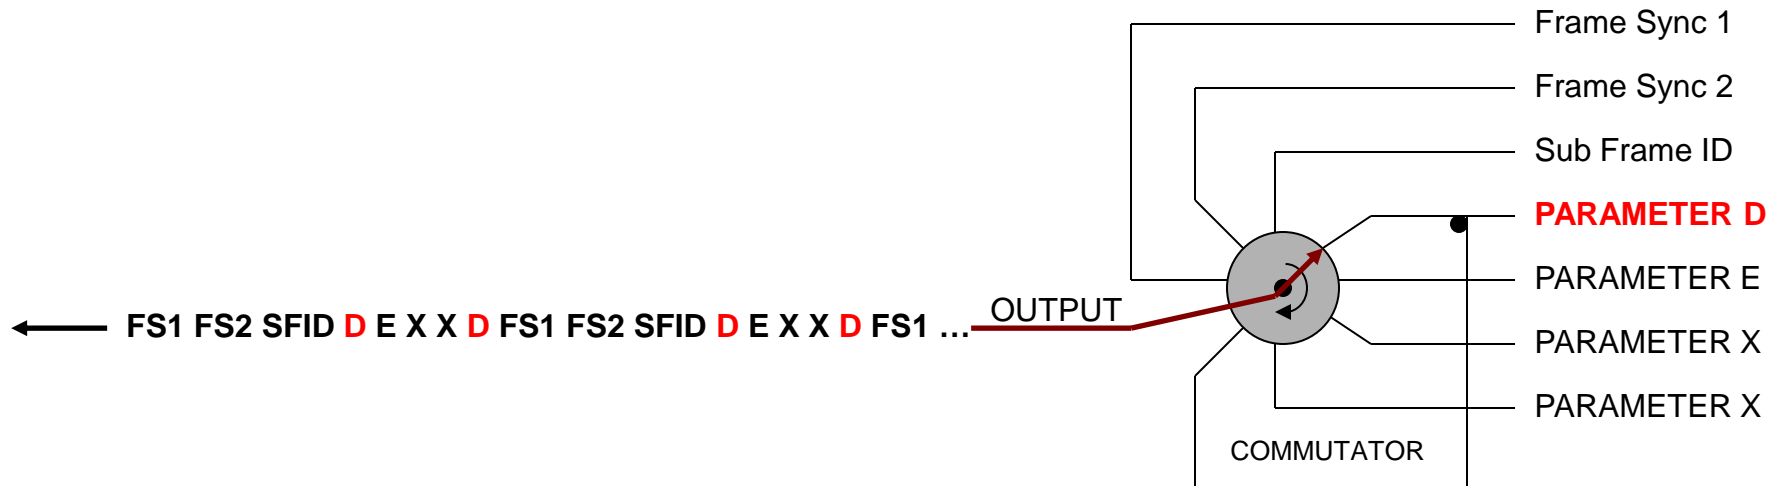 Frame Sync 1
Frame Sync 2
Sub Frame ID
PARAMETER D
PARAMETER E
OUTPUT
FS1 FS2 SFID D E X X D FS1 FS2 SFID D E X X D FS1 ...
PARAMETER X
PARAMETER X
COMMUTATOR